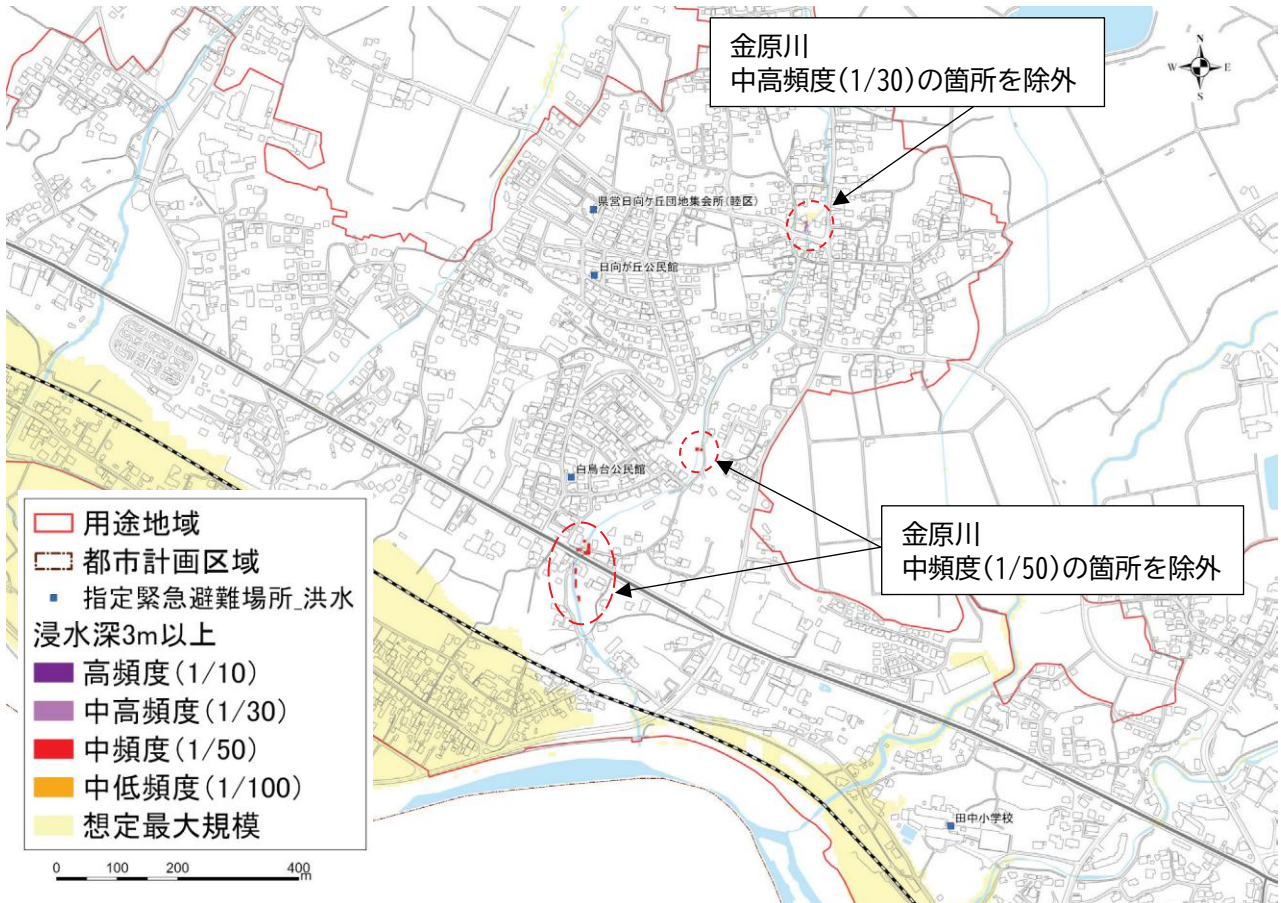 金原川
中高頻度(1/30)の箇所を除外
N
W
E
S
県営日向ケ丘団地集会所(睦区)
日向が丘公民館
白鳥台公民館
金原川
中頻度(1/50)の箇所を除外
田中小学校
用途地域
都市計画区域
指定緊急避難場所_洪水
浸水深3m以上
高頻度(1/10)
中高頻度(1/30)
中頻度(1/50)
中低頻度(1/100)
想定最大規模
0 100 200 400
m